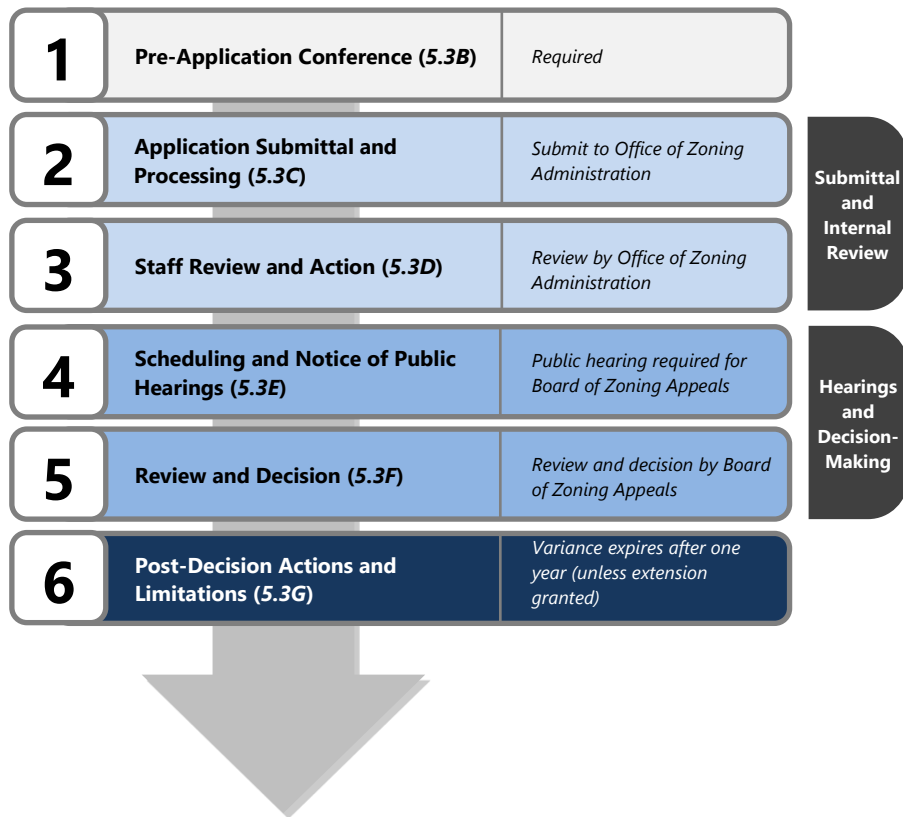 1
Pre-Application Conference (5.3B)
Required
2
Application Submittal and
Processing (5.3C)
Submit to Office of Zoning
Administration
3
Staff Review and Action (5.3D)
Review by Office of Zoning
Administration
Submittal
and
Internal
Review
4
Scheduling and Notice of Public
Hearings (5.3E)
Public hearing required for
Board of Zoning Appeals
5
Review and Decision (5.3F)
Review and decision by Board
of Zoning Appeals
Hearings
and
Decision-
Making
6
Post-Decision Actions and
Limitations (5.3G)
Variance expires after one
year (unless extension
granted)